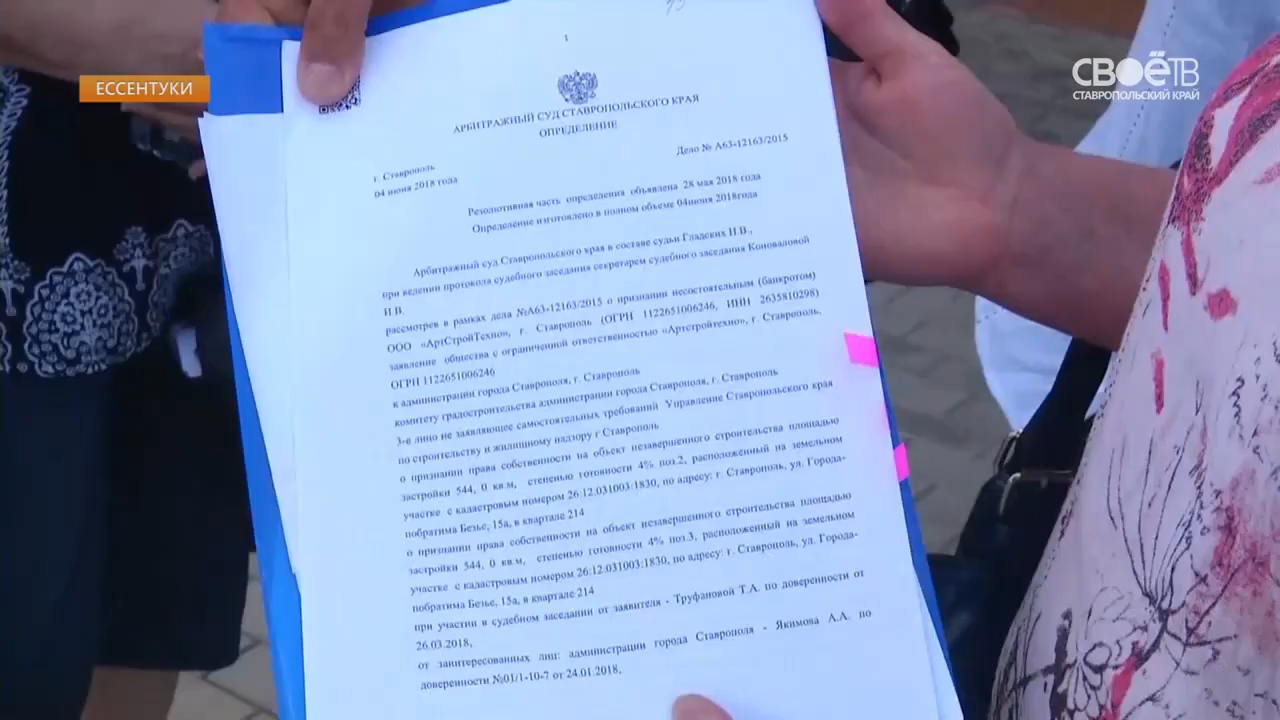 ЕССЕНТУКИ
СВОЁТВ
СТАВРОПОЛЬСКИЙ КРАЙ
1
АРБИТРАЖНЫЙ СУД СТАВРОПОЛЬСКОГО КРАЯ
ОПРЕДЕЛЕНИЕ
г. Ставрополь
Дело № А63-12163/2015
04 июня 2018 года
Резолютивная часть определения объявлена 28 мая 2018 года
Определение изготовлено в полном объеме 04июня 2018года
Арбитражный суд Ставропольского края в составе судьи Гладских Н.В.,
при ведении протокола судебного заседания секретарем судебного заседания Коноваловой
Н.В.
рассмотрев в рамках дела №А63-12163/2015 о признании несостоятельным (банкротом)
ООО «АртСтройТехно», г. Ставрополь (ОГРН 1122651006246, ИНН 2635810298)
заявление общества с ограниченной ответственностью «Артстройтехно», г. Ставрополь,
ОГРН 1122651006246
к администрации города Ставрополя, г. Ставрополь
комитету градостроительства администрации города Ставрополя, г. Ставрополь
3-е лицо не заявляющее самостоятельных требований Управление Ставропольского края
по строительству и жилищному надзору г Ставрополь
о признании права собственности на объект незавершенного строительства площадью
застройки 544, 0 кв.м, степенью готовности 4% поз.2, расположенный на земельном
участке с кадастровым номером 26:12:031003:1830, по адресу: г. Ставрополь, ул. Города-
побратима Безье, 15а, в квартале 214
о признании права собственности на объект незавершенного строительства площадью
застройки 544, 0 кв.м, степенью готовности 4% поз.3, расположенный на земельном
участке с кадастровым номером 26:12:031003:1830, по адресу: г. Ставрополь, ул. Города-
побратима Безье, 15а, в квартале 214
при участии в судебном заседании от заявителя - Труфановой Т.А. по доверенности от
26.03.2018,
от заинтересованных лиц: администрации города Ставрополя - Якимова А.А. по
доверенности №01/1-10-7 от 24.01.2018,